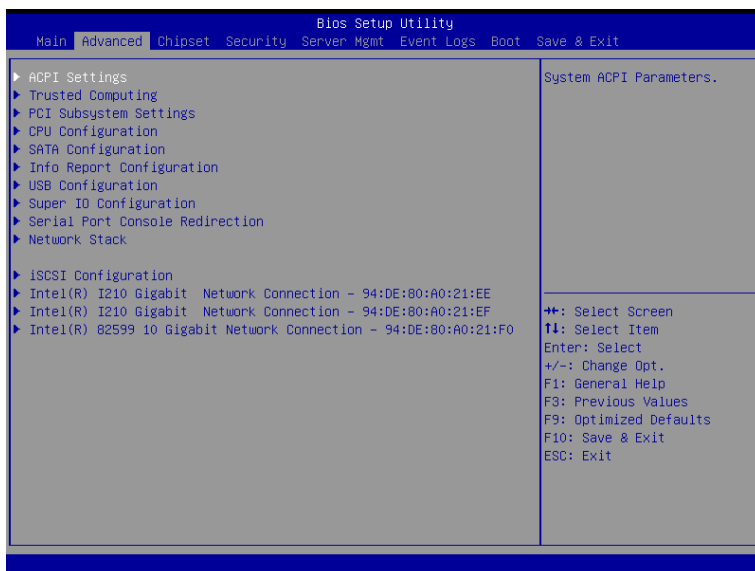 Bios Setup Utility
Main Advanced Chipset Security Server Mgmt Event Logs Boot Save & Exit
ACPI Settings
Trusted Computing
PCI Subsystem Settings
CPU Configuration
SATA Configuration
Info Report Configuration
USB Configuration
Super IO Configuration
Serial Port Console Redirection
Network Stack
iSCSI Configuration
Intel(R) I210 Gigabit  Network Connection - 94:DE:80:A0:21:EE
Intel(R) I210 Gigabit  Network Connection - 94:DE:80:A0:21:EF
Intel(R) 82599 10 Gigabit Network Connection - 94:DE:80:A0:21:F0
System ACPI Parameters.
→←: Select Screen
↑↓: Select Item
Enter: Select
+/-: Change Opt.
F1: General Help
F3: Previous Values
F9: Optimized Defaults
F10: Save & Exit
ESC: Exit